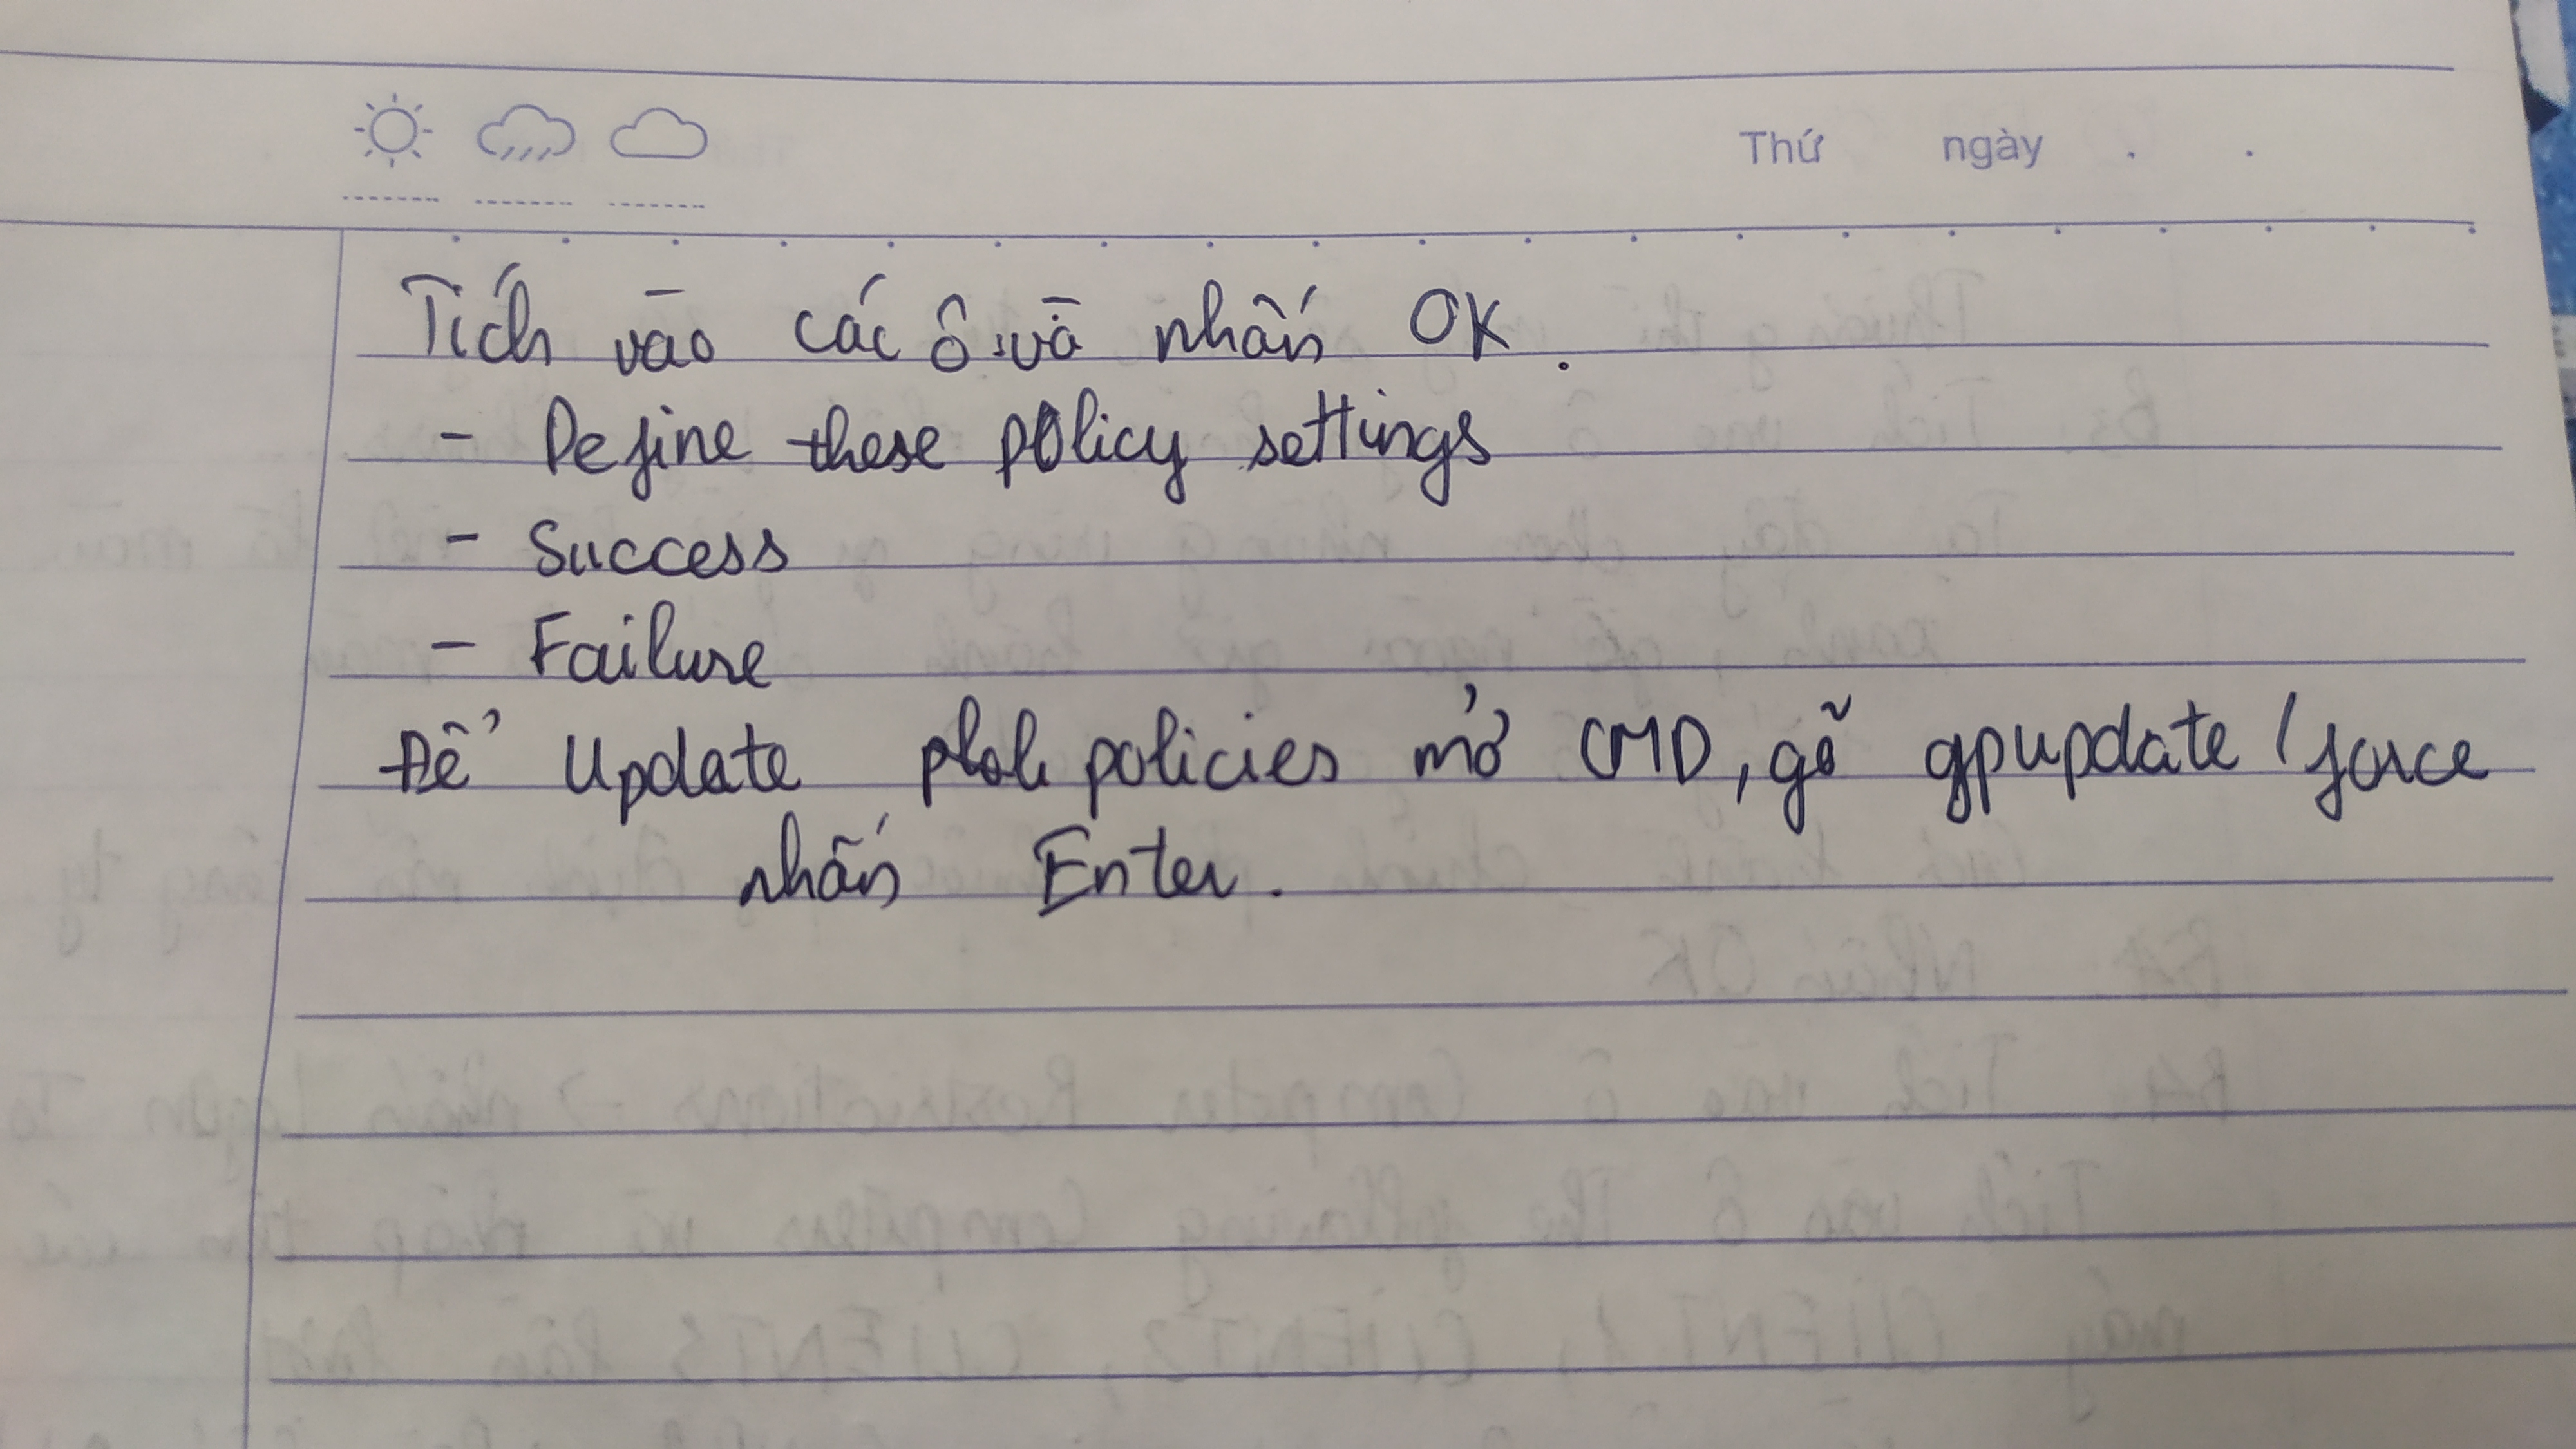 Thứ ngày . .
Tích vào các ô và nhấn OK.
- Define these policy settings
- Success
- Failure
Để Update policies mở CMD, gõ gpupdate /force
nhấn Enter.